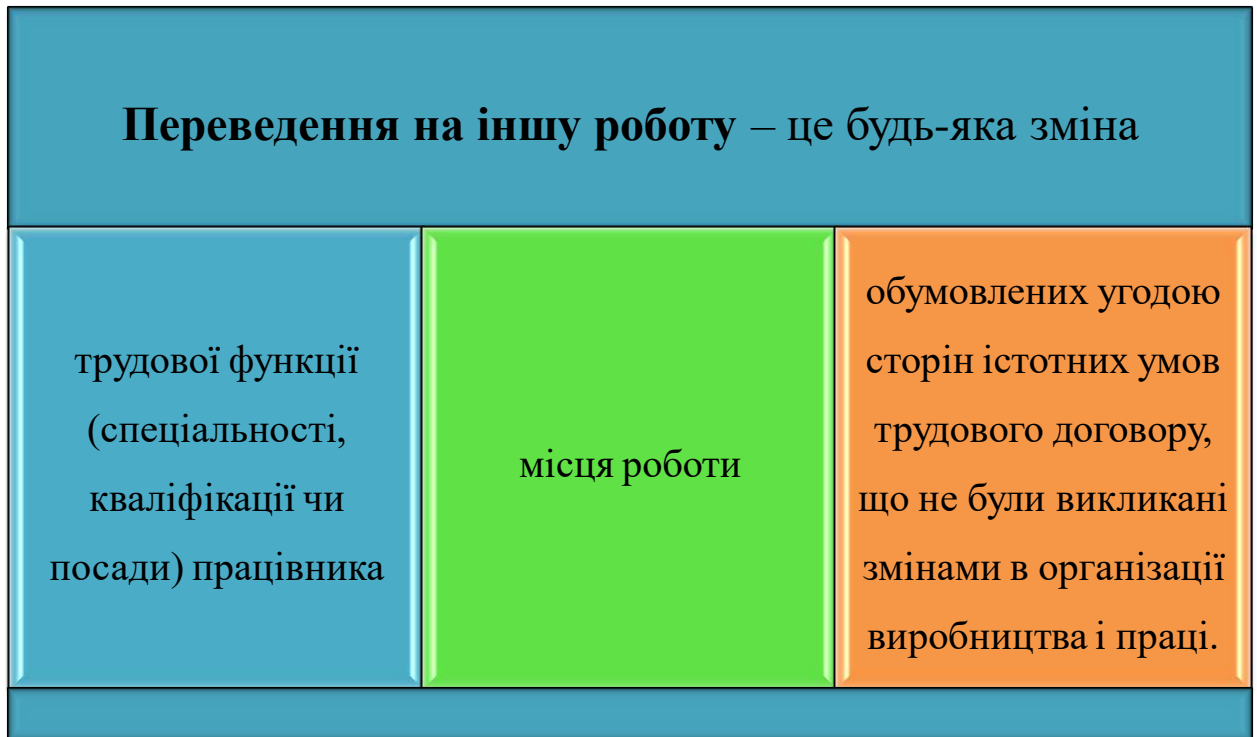 Переведення на іншу роботу – це будь-яка зміна
трудової функції
(спеціальності,
кваліфікації чи
посади) працівника
місця роботи
обумовлених угодою
сторін істотних умов
трудового договору,
що не були викликані
змінами в організації
виробництва і праці.